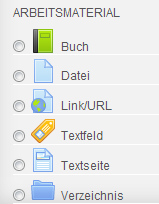 ARBEITSMATERIAL
Buch
Datei
Link/URL
Textfeld
Textseite
Verzeichnis